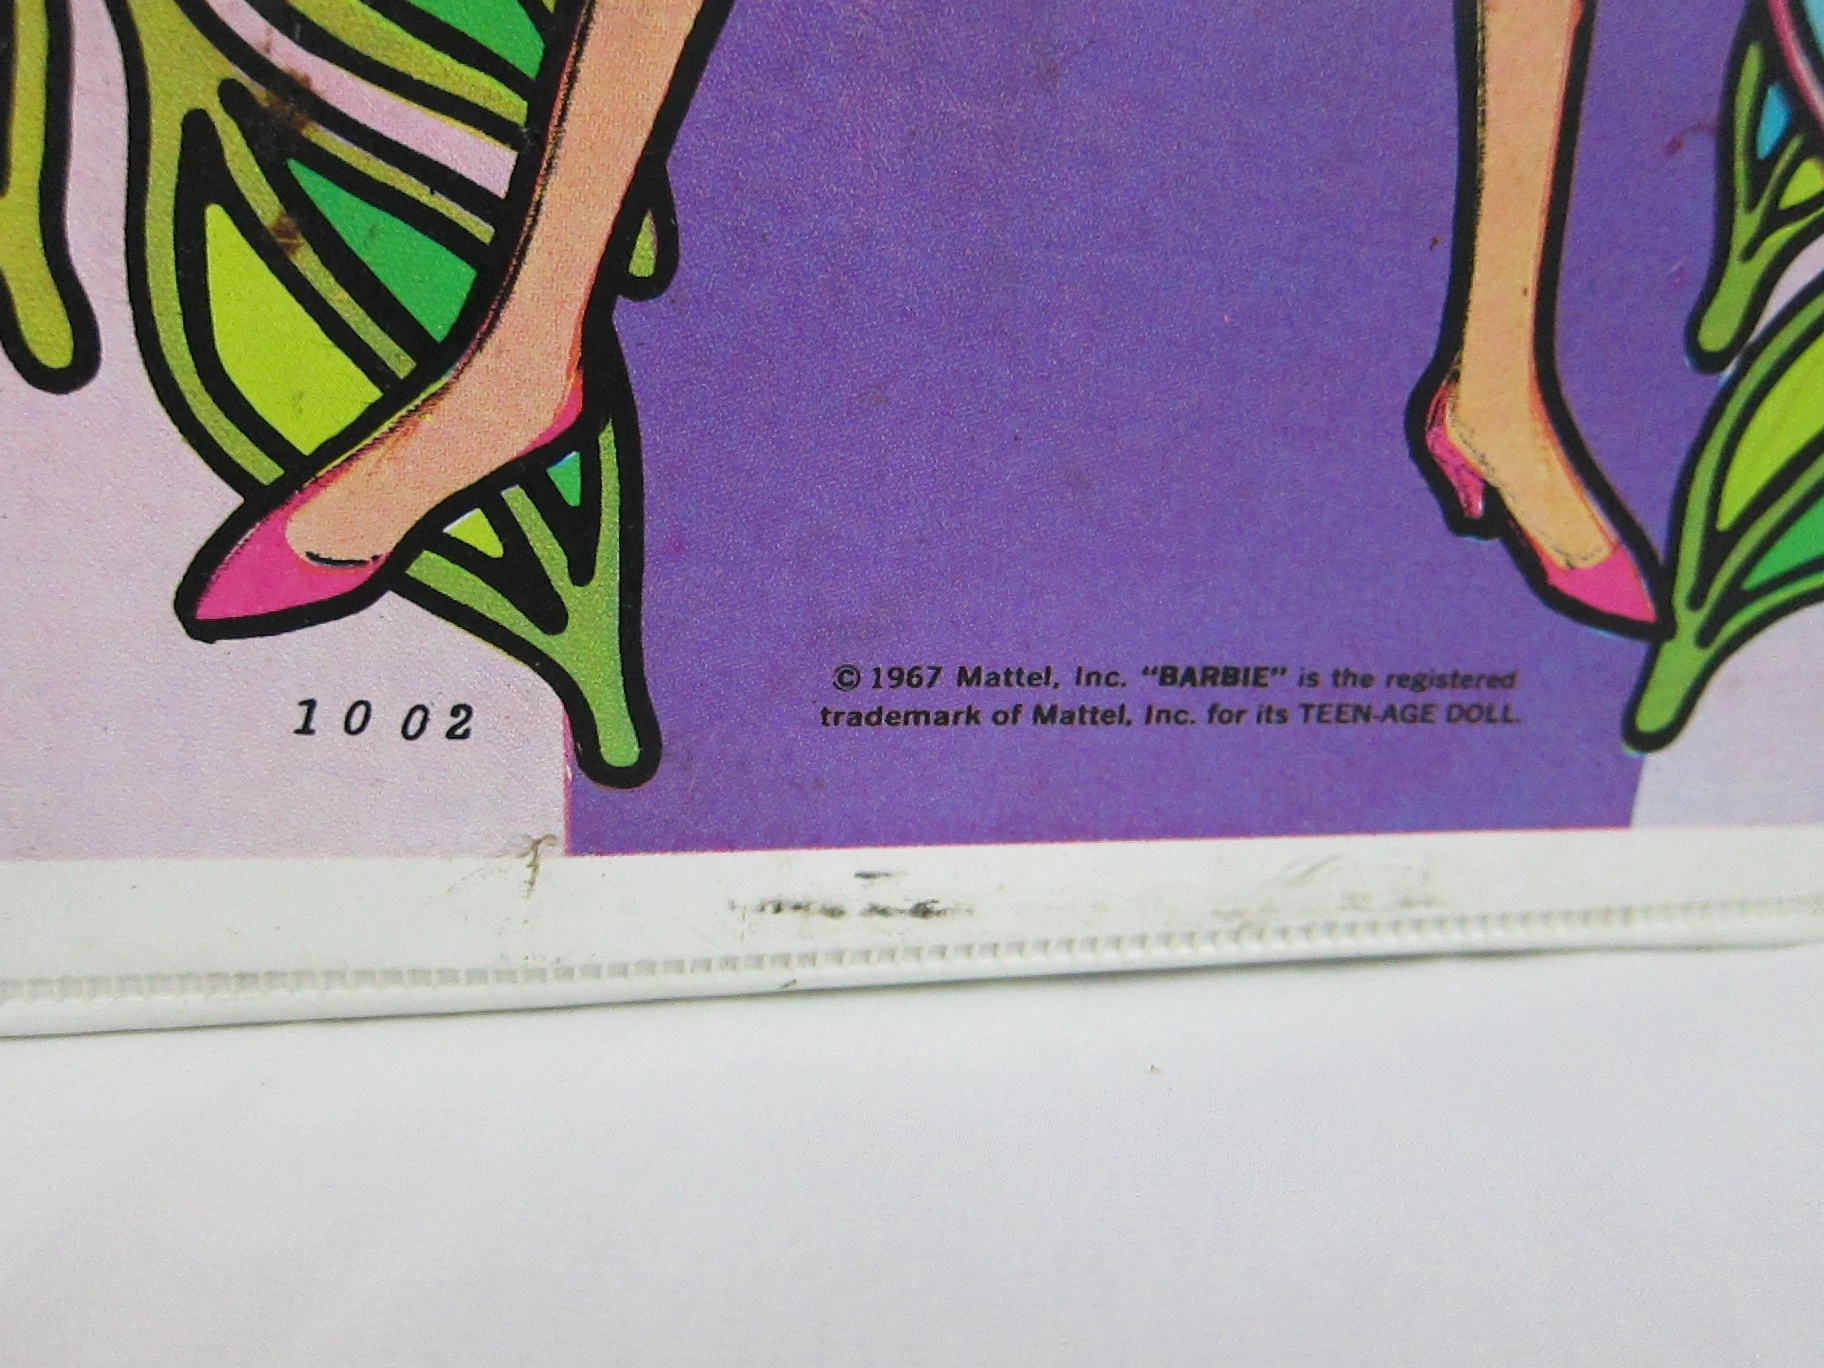 1002
© 1967 Mattel, Inc. "BARBIE" is the registered
trademark of Mattel, Inc. for its TEEN-AGE DOLL.